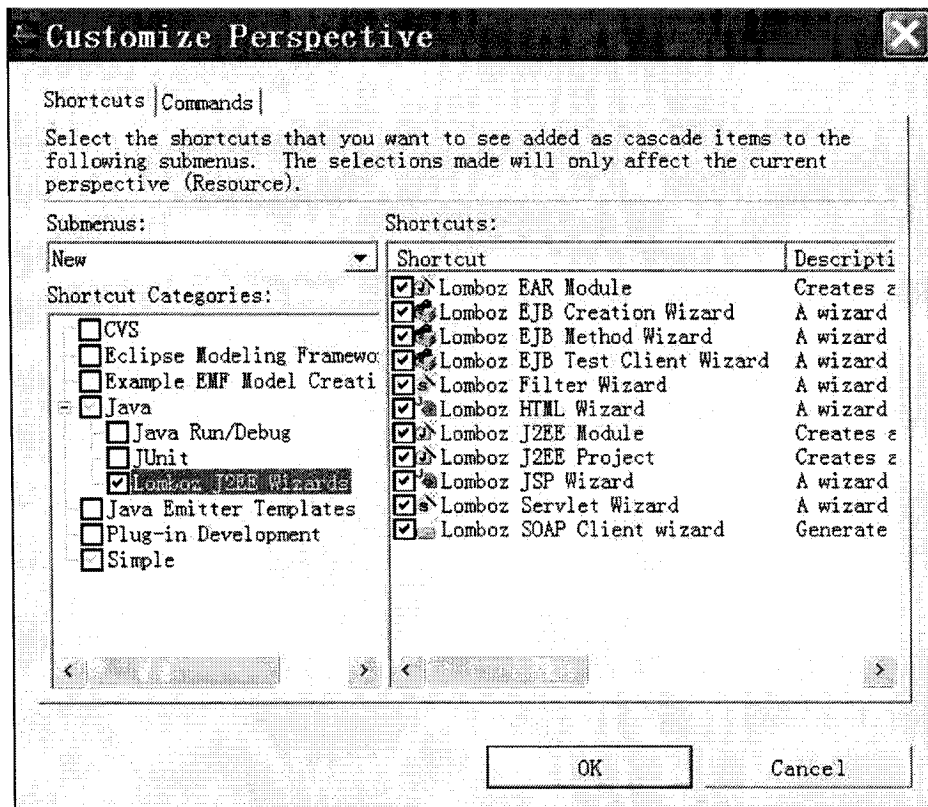 Customize Perspective
Shortcuts Commands
Select the shortcuts that you want to see added as cascade items to the
following submenus. The selections made will only affect the current
perspective (Resource).
Submenus:
New
Shortcut Categories:
CVS
Eclipse Modeling Framewo
Example EMF Model Creati
Java
Java Run/Debug
JUnit
Lomboz J2EE Wizards
Java Emitter Templates
Plug-in Development
Simple
Shortcuts:
Shortcut Descripti
Lomboz EAR Module Creates a
Lomboz EJB Creation Wizard A wizard
Lomboz EJB Method Wizard A wizard
Lomboz EJB Test Client Wizard A wizard
Lomboz Filter Wizard A wizard
Lomboz HTML Wizard A wizard
Lomboz J2EE Module Creates a
Lomboz J2EE Project Creates a
Lomboz JSP Wizard A wizard
Lomboz Servlet Wizard A wizard
Lomboz SOAP Client wizard Generate
OK Cancel